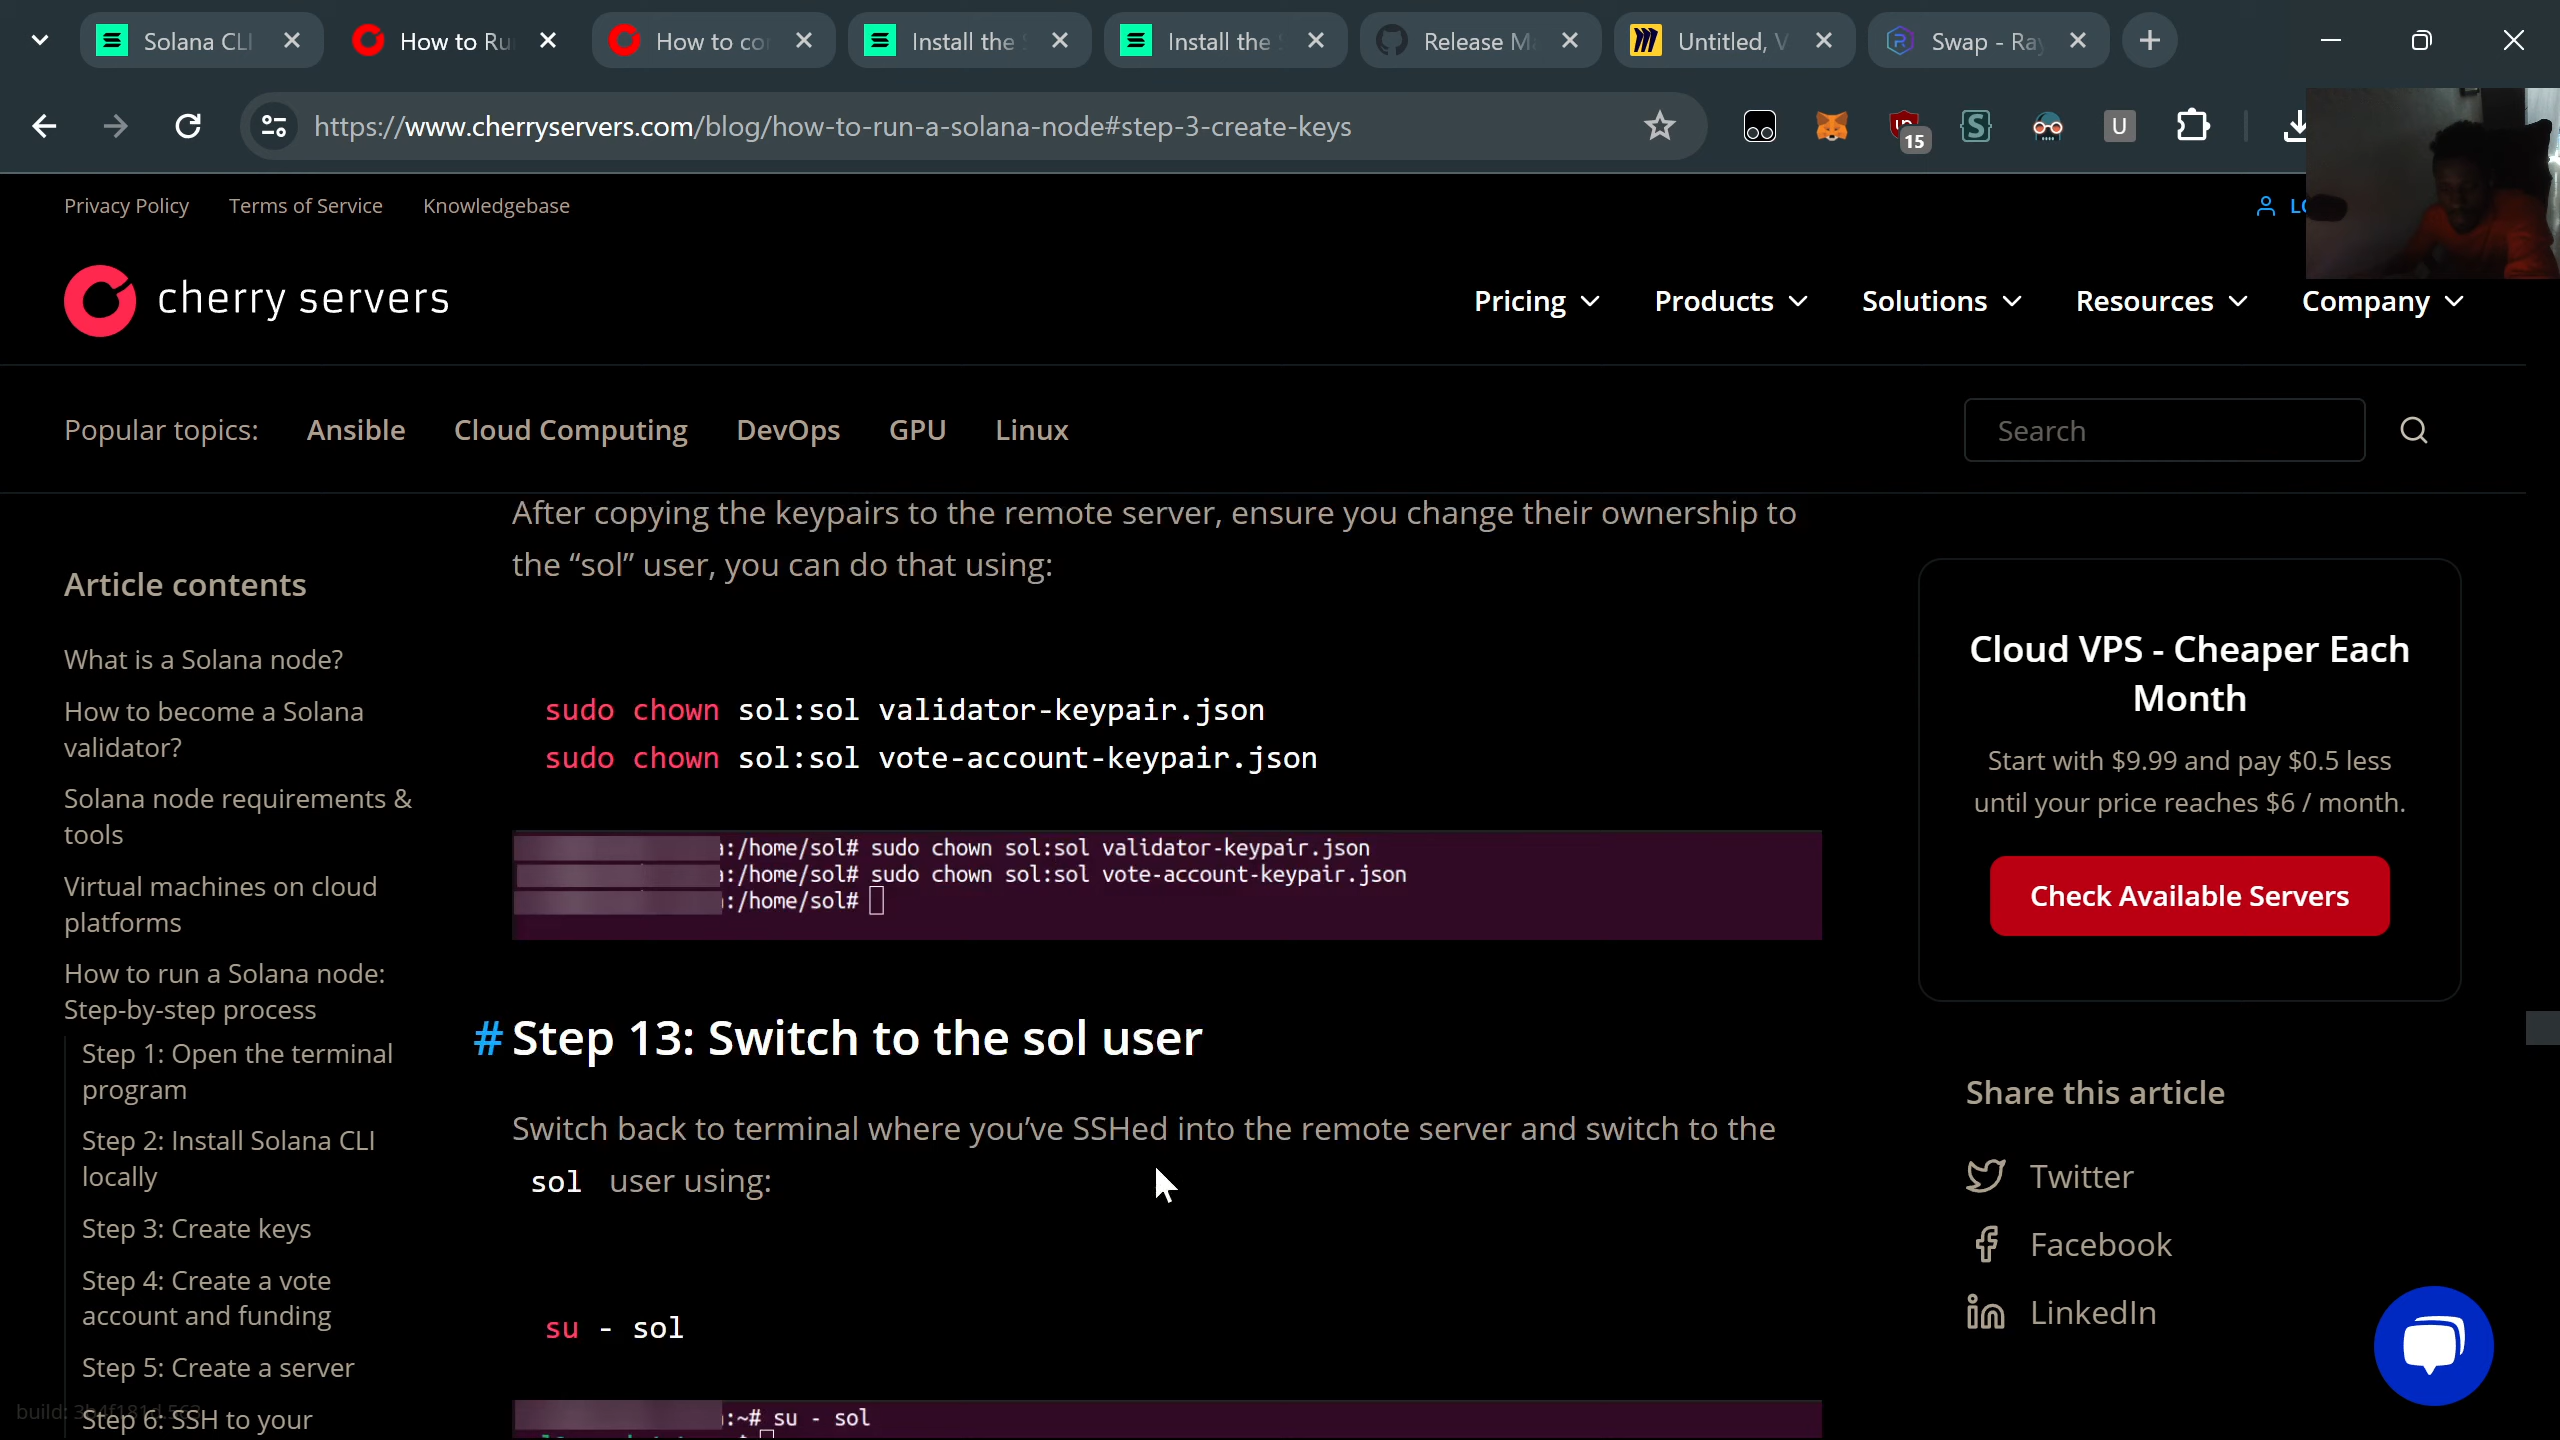 Solana CLI
How to Ru
How to co
Install the
Install the
Release M
Untitled, V
Swap - Ray
https://www.cherryservers.com/blog/how-to-run-a-solana-node#step-3-create-keys
15
U
Privacy Policy
Terms of Service
Knowledgebase
cherry servers
Pricing
Products
Solutions
Resources
Company
Popular topics:
Ansible
Cloud Computing
DevOps
GPU
Linux
Search
Article contents
What is a Solana node?
How to become a Solana
validator?
Solana node requirements &
tools
Virtual machines on cloud
platforms
How to run a Solana node:
Step-by-step process
Step 1: Open the terminal
program
Step 2: Install Solana CLI
locally
Step 3: Create keys
Step 4: Create a vote
account and funding
Step 5: Create a server
Step 6: SSH to your
After copying the keypairs to the remote server, ensure you change their ownership to
the “sol” user, you can do that using:
sudo chown sol:sol validator-keypair.json
sudo chown sol:sol vote-account-keypair.json
:/home/sol# sudo chown sol:sol validator-keypair.json
:/home/sol# sudo chown sol:sol vote-account-keypair.json
:/home/sol#
# Step 13: Switch to the sol user
Switch back to terminal where you’ve SSHed into the remote server and switch to the
sol user using:
su - sol
:~# su - sol
Cloud VPS - Cheaper Each
Month
Start with $9.99 and pay $0.5 less
until your price reaches $6 / month.
Check Available Servers
Share this article
Twitter
Facebook
LinkedIn